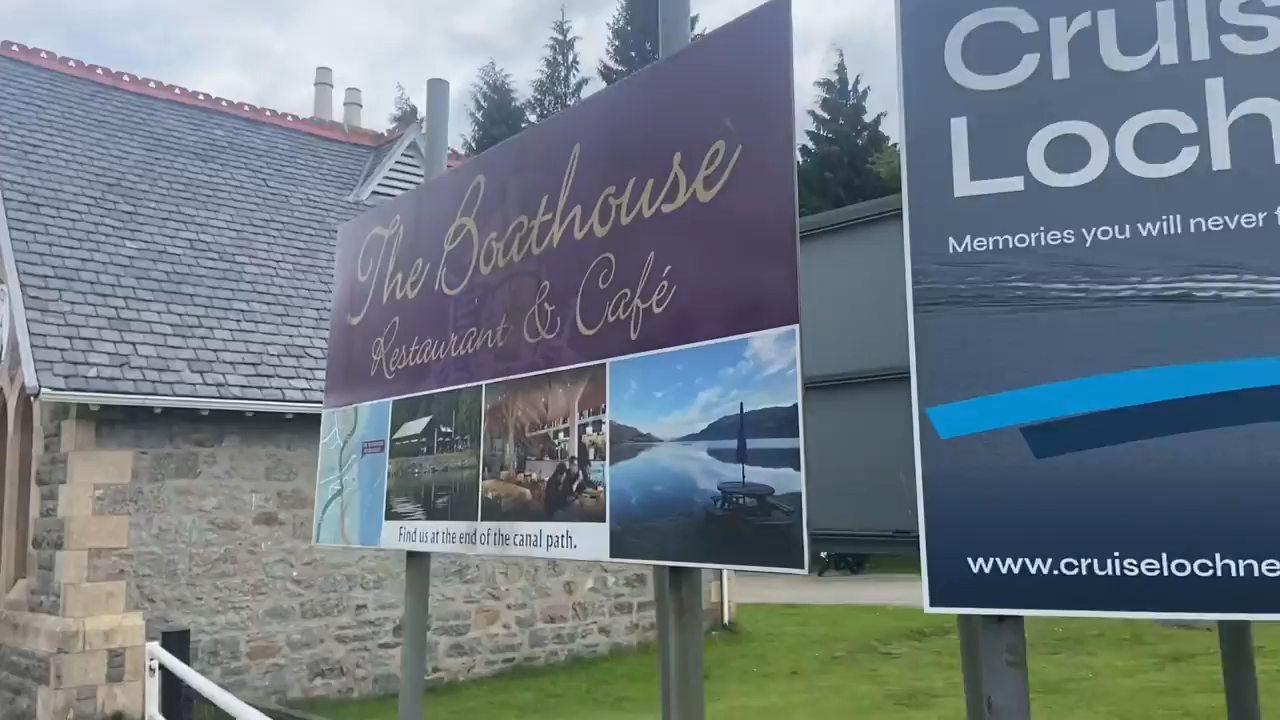 The Boathouse
Restaurant & Café
Find us at the end of the canal path.
Cruis
Loch
Memories you will never
www.cruiselochne